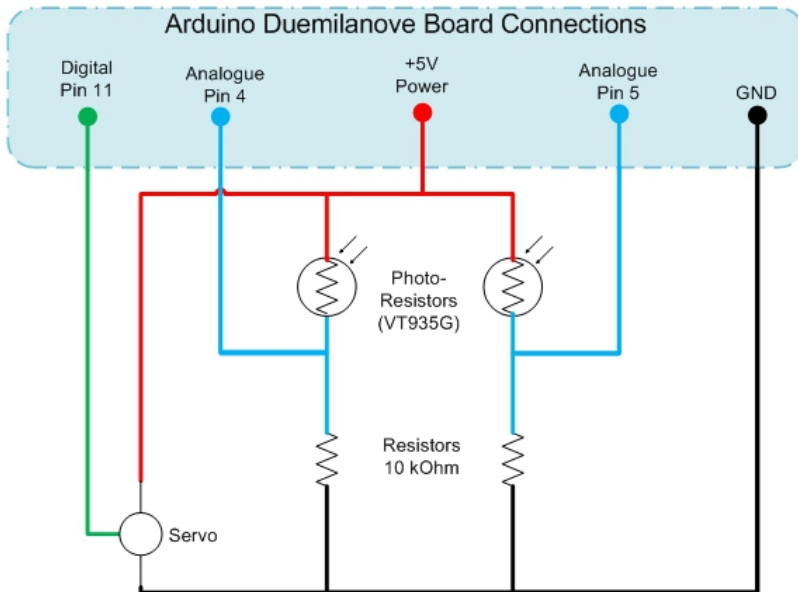 Arduino Duemilanove Board Connections
Digital
Pin 11
Analogue
Pin 4
+5V
Power
Analogue
Pin 5
GND
Photo-
Resistors
(VT935G)
Resistors
10 kOhm
Servo